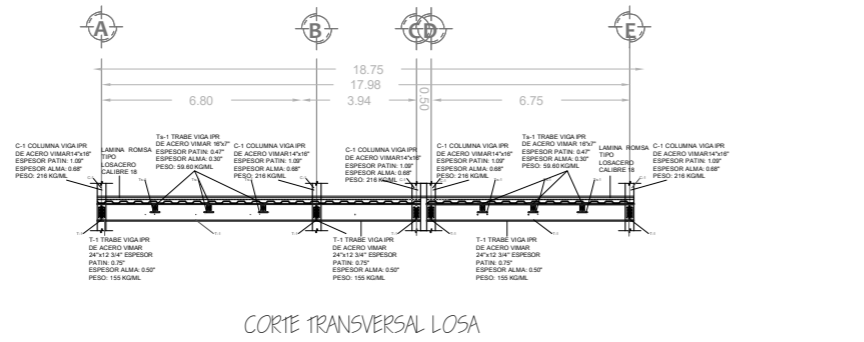 A B C D E
18.75
17.98
6.80 3.94 0.50 6.75
C-1 COLUMNA VIGA IPR
DE ACERO VIMAR14"x16"
ESPESOR PATIN: 1.09"
ESPESOR ALMA: 0.68"
PESO: 216 KG/ML
LAMINA ROMSA
TIPO
LOSACERO
CALIBRE 18
Ts-1 TRABE VIGA IPR
DE ACERO VIMAR 16"x7"
ESPESOR PATIN: 0.47"
ESPESOR ALMA: 0.30"
PESO: 59.60 KG/ML
C-1 COLUMNA VIGA IPR
DE ACERO VIMAR14"x16"
ESPESOR PATIN: 1.09"
ESPESOR ALMA: 0.68"
PESO: 216 KG/ML
C-1 COLUMNA VIGA IPR
DE ACERO VIMAR14"x16"
ESPESOR PATIN: 1.09"
ESPESOR ALMA: 0.68"
PESO: 216 KG/ML
C-1 COLUMNA VIGA IPR
DE ACERO VIMAR14"x16"
ESPESOR PATIN: 1.09"
ESPESOR ALMA: 0.68"
PESO: 216 KG/ML
Ts-1 TRABE VIGA IPR
DE ACERO VIMAR 16"x7"
ESPESOR PATIN: 0.47"
ESPESOR ALMA: 0.30"
PESO: 59.60 KG/ML
LAMINA ROMSA
TIPO
LOSACERO
CALIBRE 18
C-1 COLUMNA VIGA IPR
DE ACERO VIMAR14"x16"
ESPESOR PATIN: 1.09"
ESPESOR ALMA: 0.68"
PESO: 216 KG/ML
T-1 TRABE VIGA IPR
DE ACERO VIMAR
24"x12 3/4" ESPESOR
PATIN: 0.75"
ESPESOR ALMA: 0.50"
PESO: 155 KG/ML
T-1 TRABE VIGA IPR
DE ACERO VIMAR
24"x12 3/4" ESPESOR
PATIN: 0.75"
ESPESOR ALMA: 0.50"
PESO: 155 KG/ML
T-1 TRABE VIGA IPR
DE ACERO VIMAR
24"x12 3/4" ESPESOR
PATIN: 0.75"
ESPESOR ALMA: 0.50"
PESO: 155 KG/ML
CORTE TRANSVERSAL LOSA